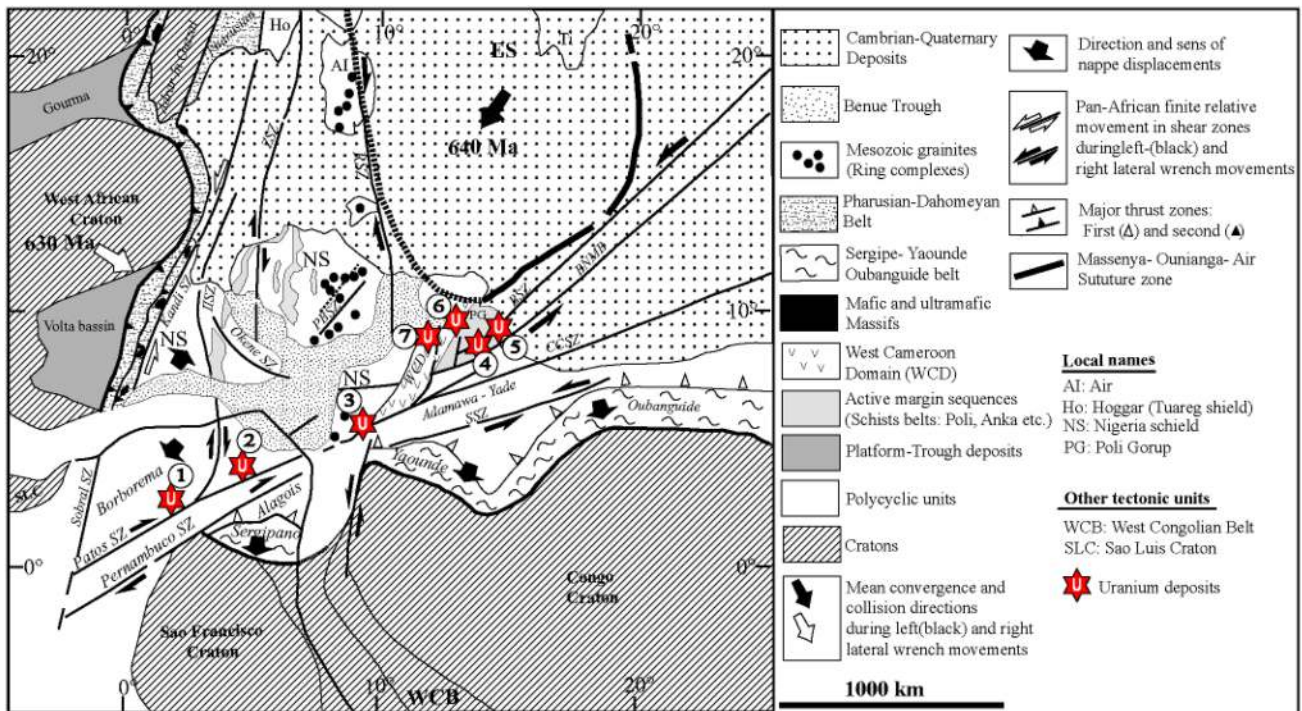 0°
10°
20°
20°
20°
Ho
AI
ES
Ti
Gourma
640 Ma
RSZ
West African
Craton
630 Ma
NS
Volta bassin
Kandi SZ
NS
Okene SZ
10°
BNMB
BSZ
CCSZ
6
PG
U
7
U
U
U
5
4
WCD
NS
3
U
Adamawa - Yade
SSZ
Oubanguide
Yaounde
2
U
1
U
Borborema
Sobral SZ
SLC
Patos SZ
Pernambuco SZ
Alagois
Sergipano
0°
0°
Congo
Craton
Sao Francisco
Craton
0°
10°
20°
WCB
Cambrian-Quaternary
Deposits
Benue Trough
Mesozoic grainites
(Ring complexes)
Pharusian-Dahomeyan
Belt
Sergipe- Yaounde
Oubanguide belt
Mafic and ultramafic
Massifs
West Cameroon
Domain (WCD)
Active margin sequences
(Schists belts: Poli, Anka etc.)
Platform-Trough deposits
Polycyclic units
Cratons
Mean convergence and
collision directions
during left(black) and right
lateral wrench movements
1000 km
Direction and sens of
nappe displacements
Pan-African finite relative
movement in shear zones
duringleft-(black) and
right lateral wrench movements
Major thrust zones:
First (Δ) and second (▲)
Massenya- Ounianga- Air
Sututure zone
Local names
AI: Air
Ho: Hoggar (Tuareg shield)
NS: Nigeria schield
PG: Poli Gorup
Other tectonic units
WCB: West Congolian Belt
SLC: Sao Luis Craton
U
Uranium deposits